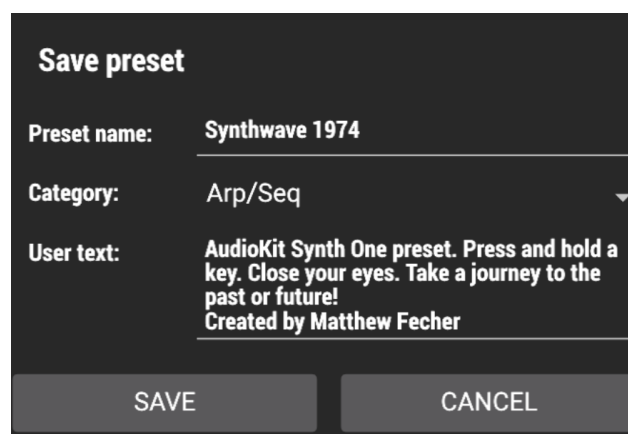 Save preset
Preset name: Synthwave 1974
Category: Arp/Seq
User text: AudioKit Synth One preset. Press and hold a
key. Close your eyes. Take a journey to the
past or future!
Created by Matthew Fecher
SAVE CANCEL